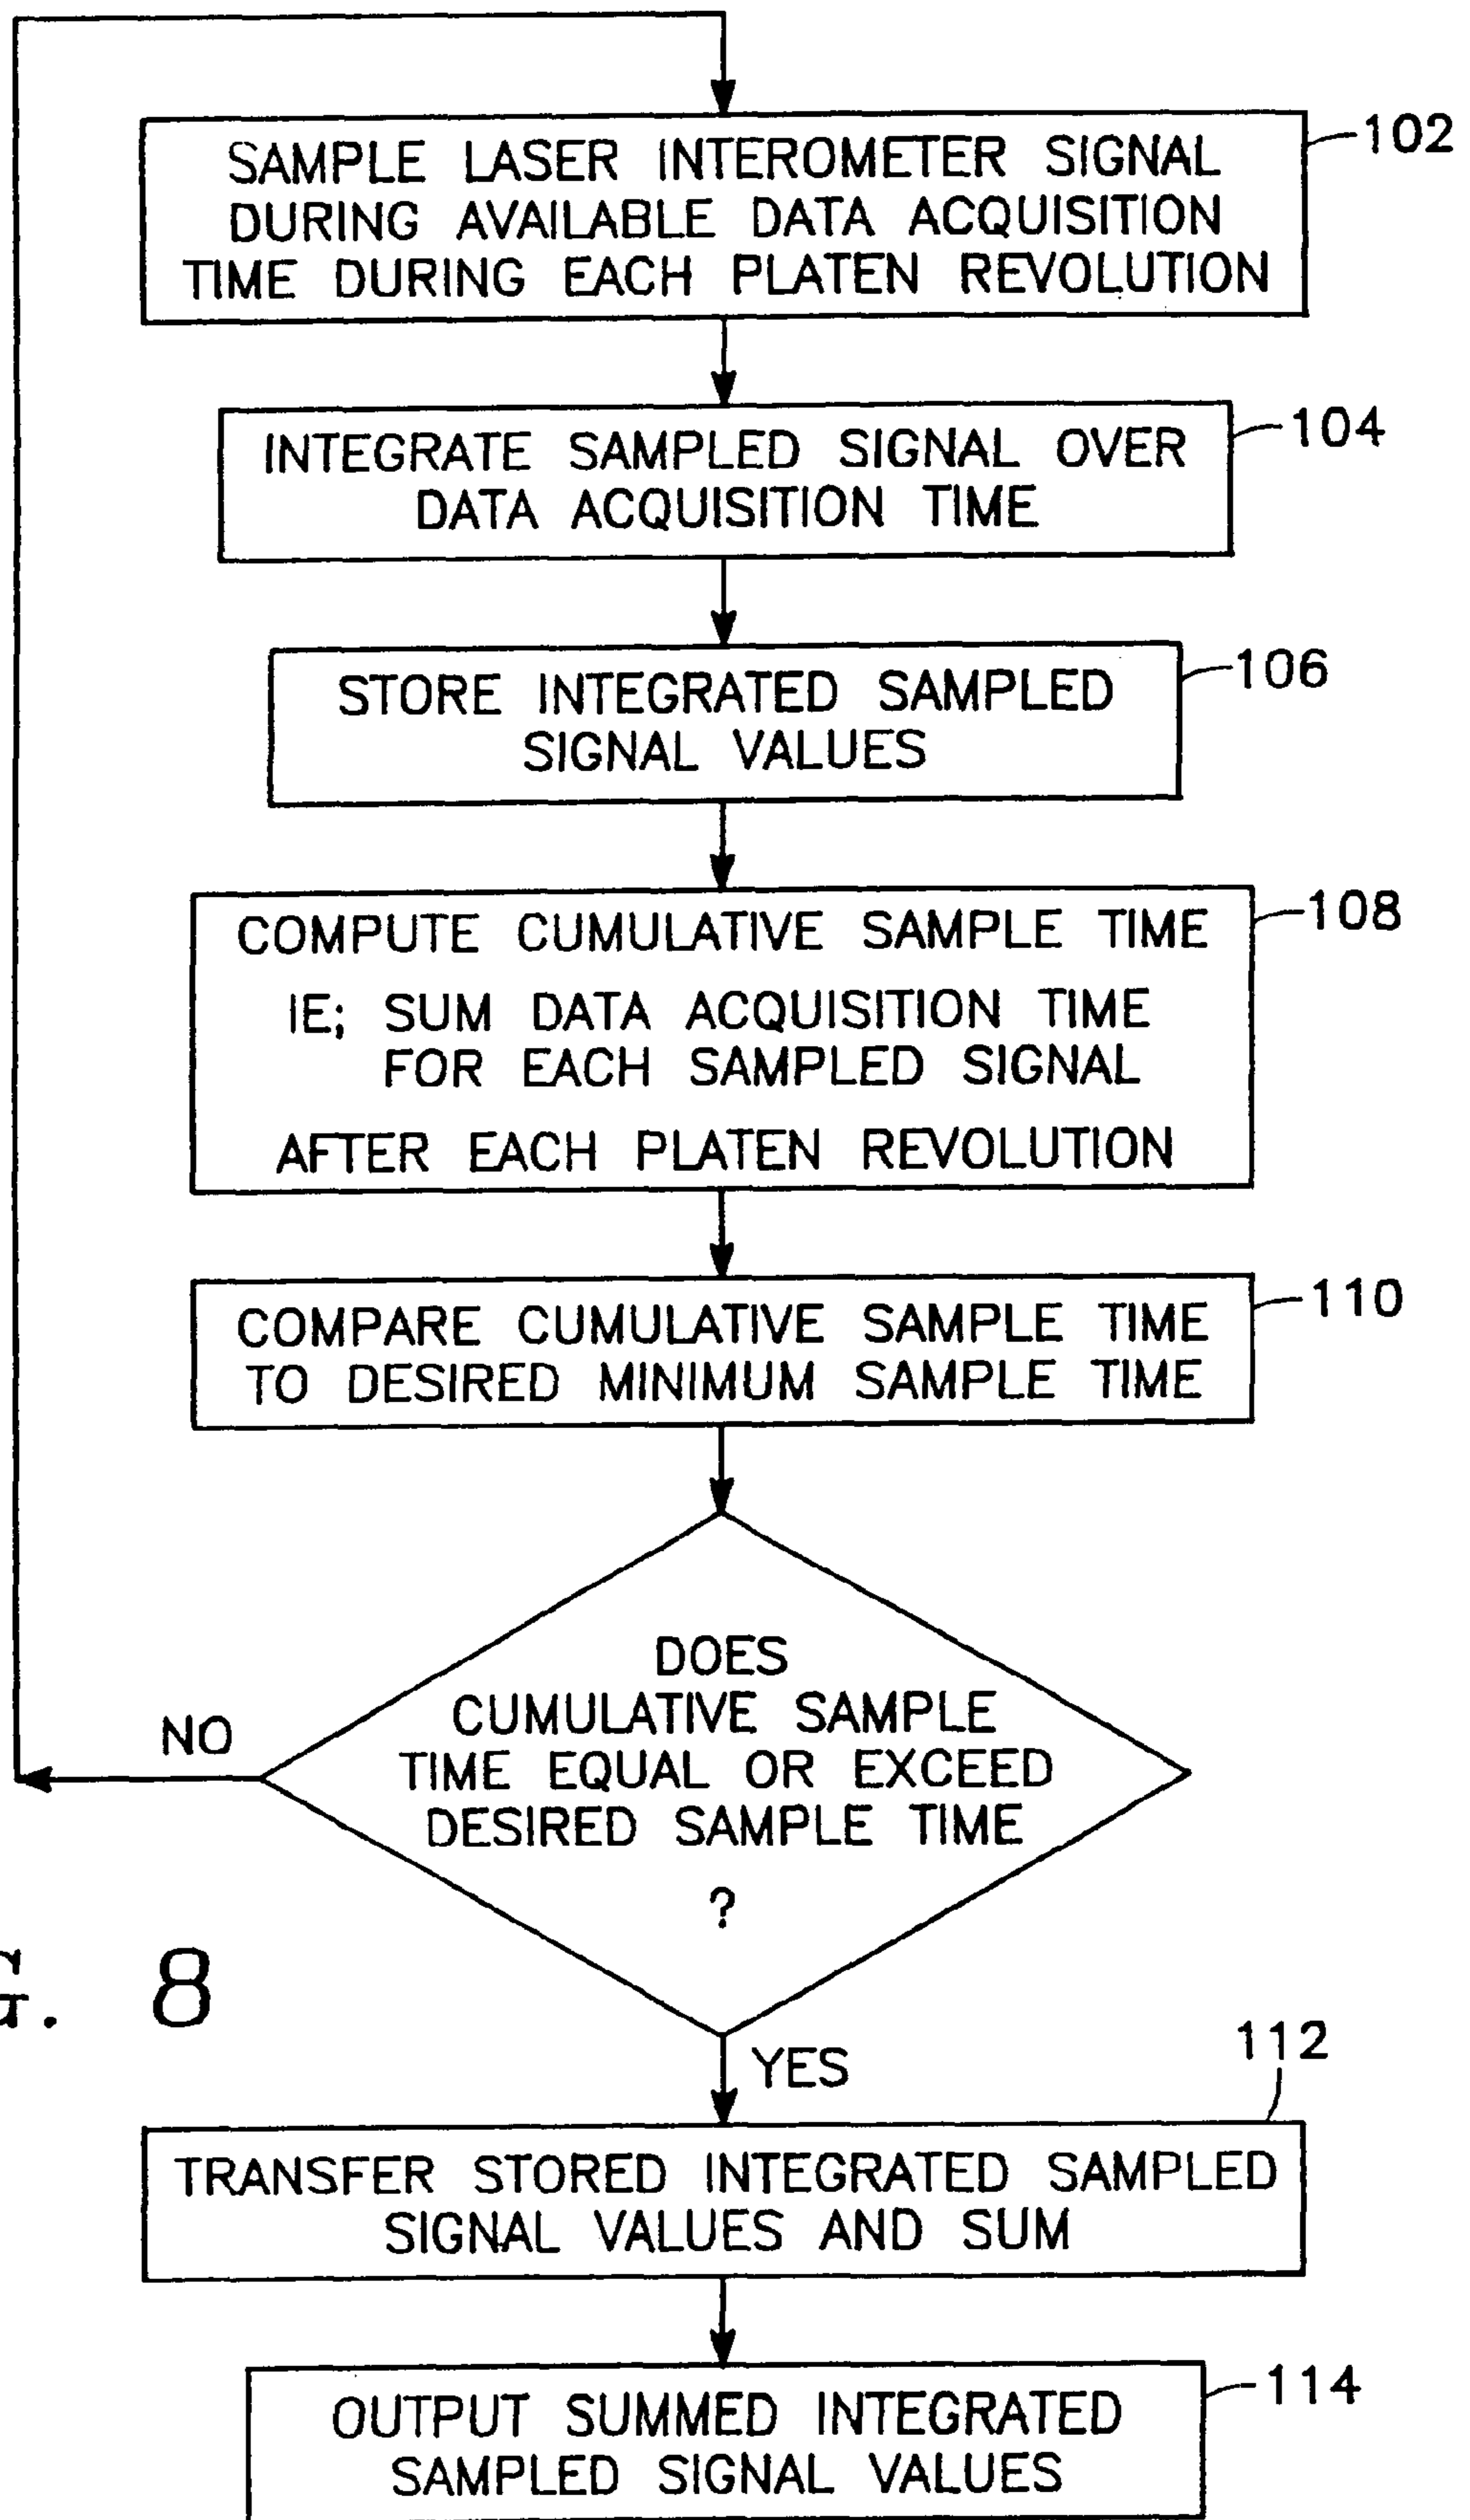 SAMPLE LASER INTEROMETER SIGNAL
DURING AVAILABLE DATA ACQUISITION
TIME DURING EACH PLATEN REVOLUTION
102
INTEGRATE SAMPLED SIGNAL OVER
DATA ACQUISITION TIME
104
STORE INTEGRATED SAMPLED
SIGNAL VALUES
106
COMPUTE CUMULATIVE SAMPLE TIME
IE; SUM DATA ACQUISITION TIME
FOR EACH SAMPLED SIGNAL
AFTER EACH PLATEN REVOLUTION
108
COMPARE CUMULATIVE SAMPLE TIME
TO DESIRED MINIMUM SAMPLE TIME
110
DOES
CUMULATIVE SAMPLE
TIME EQUAL OR EXCEED
DESIRED SAMPLE TIME
?
NO
8
YES
112
TRANSFER STORED INTEGRATED SAMPLED
SIGNAL VALUES AND SUM
OUTPUT SUMMED INTEGRATED
SAMPLED SIGNAL VALUES
114